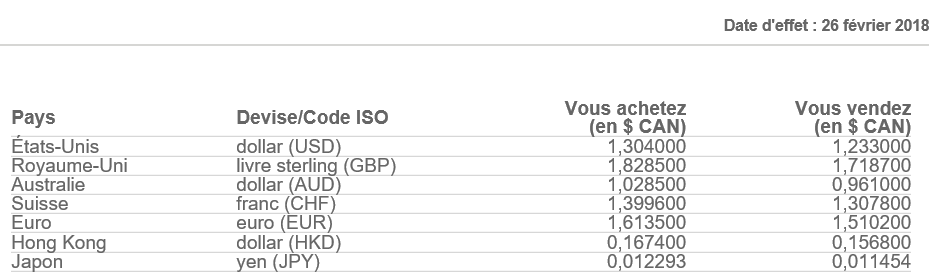 Date d'effet : 26 février 2018
Pays Devise/Code ISO Vous achetez (en $ CAN) Vous vendez (en $ CAN)
États-Unis dollar (USD) 1,304000 1,233000
Royaume-Uni livre sterling (GBP) 1,828500 1,718700
Australie dollar (AUD) 1,028500 0,961000
Suisse franc (CHF) 1,399600 1,307800
Euro euro (EUR) 1,613500 1,510200
Hong Kong dollar (HKD) 0,167400 0,156800
Japon yen (JPY) 0,012293 0,011454